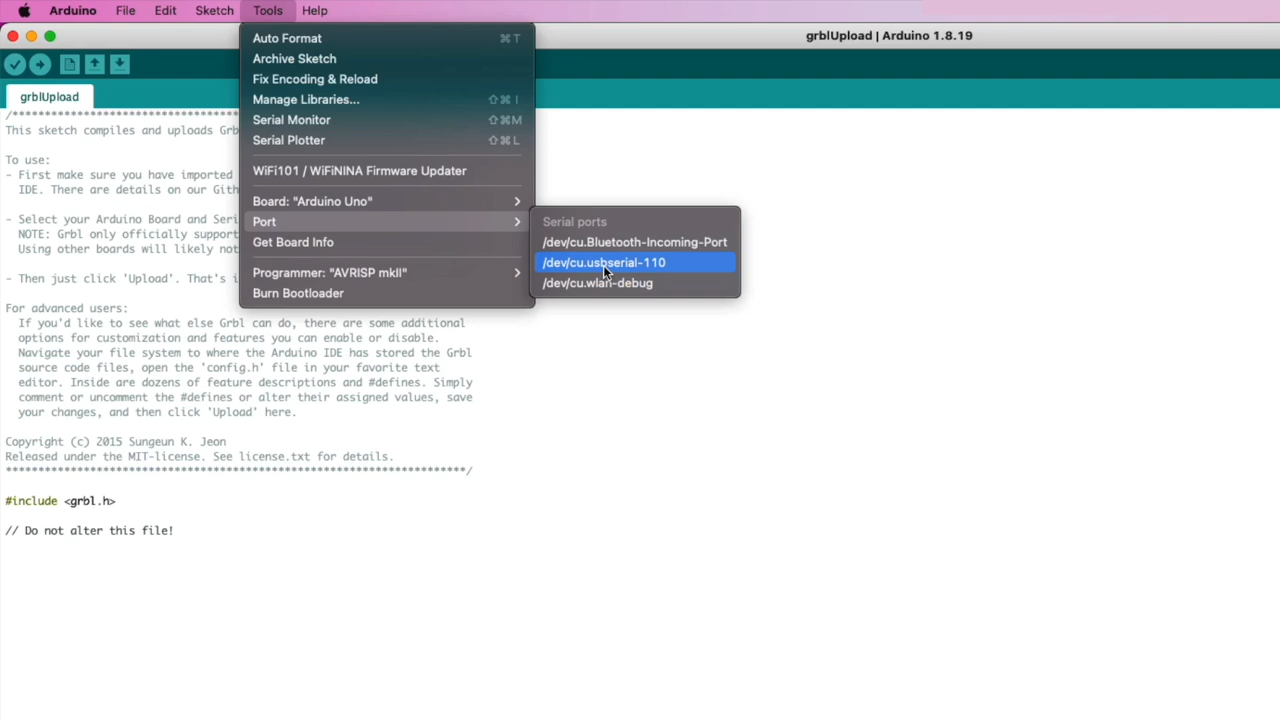 Arduino File Edit Sketch Tools Help
grblUpload | Arduino 1.8.19
grblUpload
Auto Format ⌘ T
Archive Sketch
Fix Encoding & Reload
Manage Libraries... ⇧⌘ I
Serial Monitor ⇧⌘M
Serial Plotter ⇧⌘ L
WiFi101 / WiFiNINA Firmware Updater
Board: "Arduino Uno"
Port
Get Board Info
Programmer: "AVRISP mkII"
Burn Bootloader
Serial ports
/dev/cu.Bluetooth-Incoming-Port
/dev/cu.usbserial-110
/dev/cu.wlan-debug
This sketch compiles and uploads
To use:
- First make sure you have imported
IDE. There are details on our
- Select your Arduino Board and
NOTE: Grbl only officially
Using other boards will likely
- Then just click 'Upload'. That's
For advanced users:
If you'd like to see what else Grbl can do, there are some additional
options for customization and features you can enable or disable.
Navigate your file system to where the Arduino IDE has stored the Grbl
source code files, open the 'config.h' file in your favorite text
editor. Inside are dozens of feature descriptions and #defines. Simply
comment or uncomment the #defines or alter their assigned values, save
your changes, and then click 'Upload' here.
Copyright (c) 2015 Sungeun K. Jeon
Released under the MIT-license. See license.txt for details.
**********************************************************************/
#include <grbl.h>
// Do not alter this file!